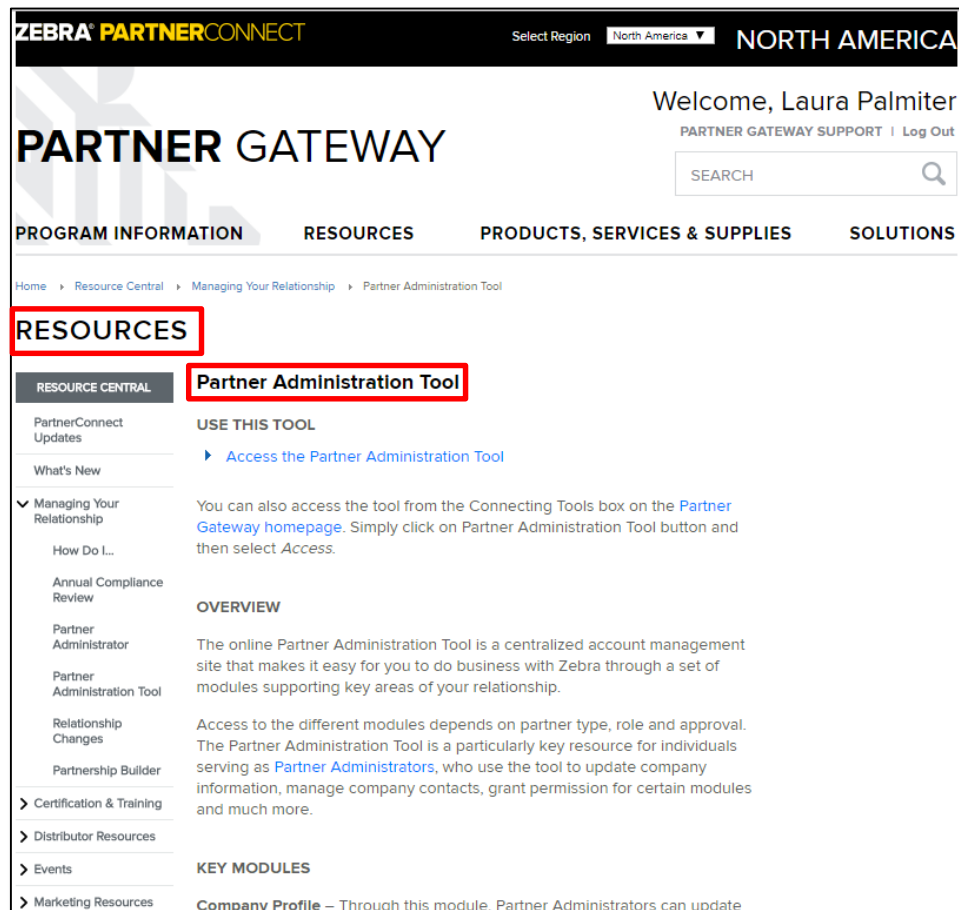 ZEBRA® PARTNERCONNECT
Select Region North America ▼ NORTH AMERICA
Welcome, Laura Palmiter
PARTNER GATEWAY SUPPORT | Log Out
PARTNER GATEWAY
SEARCH
PROGRAM INFORMATION RESOURCES PRODUCTS, SERVICES & SUPPLIES SOLUTIONS
Home Resource Central Managing Your Relationship Partner Administration Tool
RESOURCES
RESOURCE CENTRAL
PartnerConnect
Updates
What's New
Managing Your
Relationship
How Do I...
Annual Compliance
Review
Partner
Administrator
Partner
Administration Tool
Relationship
Changes
Partnership Builder
Certification & Training
Distributor Resources
Events
Marketing Resources
Partner Administration Tool
USE THIS TOOL
Access the Partner Administration Tool
You can also access the tool from the Connecting Tools box on the Partner
Gateway homepage. Simply click on Partner Administration Tool button and
then select Access.
OVERVIEW
The online Partner Administration Tool is a centralized account management
site that makes it easy for you to do business with Zebra through a set of
modules supporting key areas of your relationship.
Access to the different modules depends on partner type, role and approval.
The Partner Administration Tool is a particularly key resource for individuals
serving as Partner Administrators, who use the tool to update company
information, manage company contacts, grant permission for certain modules
and much more.
KEY MODULES
Company Profile – Through this module, Partner Administrators can update